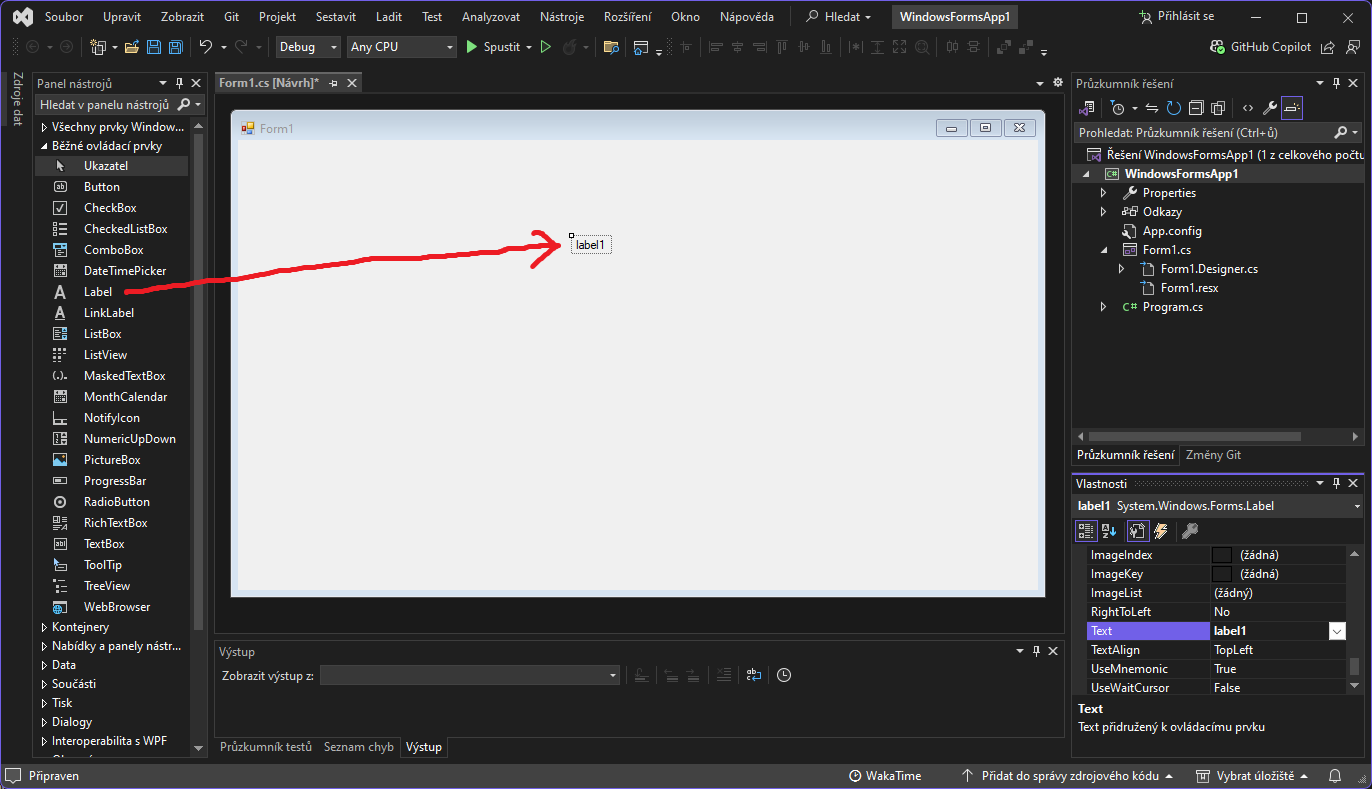 Soubor Upravit Zobrazit Git Projekt Sestavit Ladit Test Analyzovat Nástroje Rozšíření Okno Nápověda Hledat WindowsFormsApp1 Přihlásit se
Debug Any CPU Spustit GitHub Copilot
Zdroje dat
Panel nástrojů
Hledat v panelu nástrojů
Všechny prvky Window...
Běžné ovládací prvky
Ukazatel
Button
CheckBox
CheckedListBox
ComboBox
DateTimePicker
Label
LinkLabel
ListBox
ListView
MaskedTextBox
MonthCalendar
NotifyIcon
NumericUpDown
PictureBox
ProgressBar
RadioButton
RichTextBox
TextBox
ToolTip
TreeView
WebBrowser
Kontejnery
Nabídky a panely nástr...
Data
Součásti
Tisk
Dialogy
Interoperabilita s WPF
Form1.cs [Návrh]*
Form1
label1
Výstup
Zobrazit výstup z:
Průzkumník testů Seznam chyb Výstup
Průzkumník řešení
Prohledat: Průzkumník řešení (Ctrl+ů)
Řešení WindowsFormsApp1 (1 z celkového počtu
WindowsFormsApp1
Properties
Odkazy
App.config
Form1.cs
Form1.Designer.cs
Form1.resx
Program.cs
Průzkumník řešení Změny Git
Vlastnosti
label1 System.Windows.Forms.Label
ImageIndex (žádná)
ImageKey (žádná)
ImageList (žádný)
RightToLeft No
Text label1
TextAlign TopLeft
UseMnemonic True
UseWaitCursor False
Text
Text přidružený k ovládacímu prvku
Připraven WakaTime Přidat do správy zdrojového kódu Vybrat úložiště